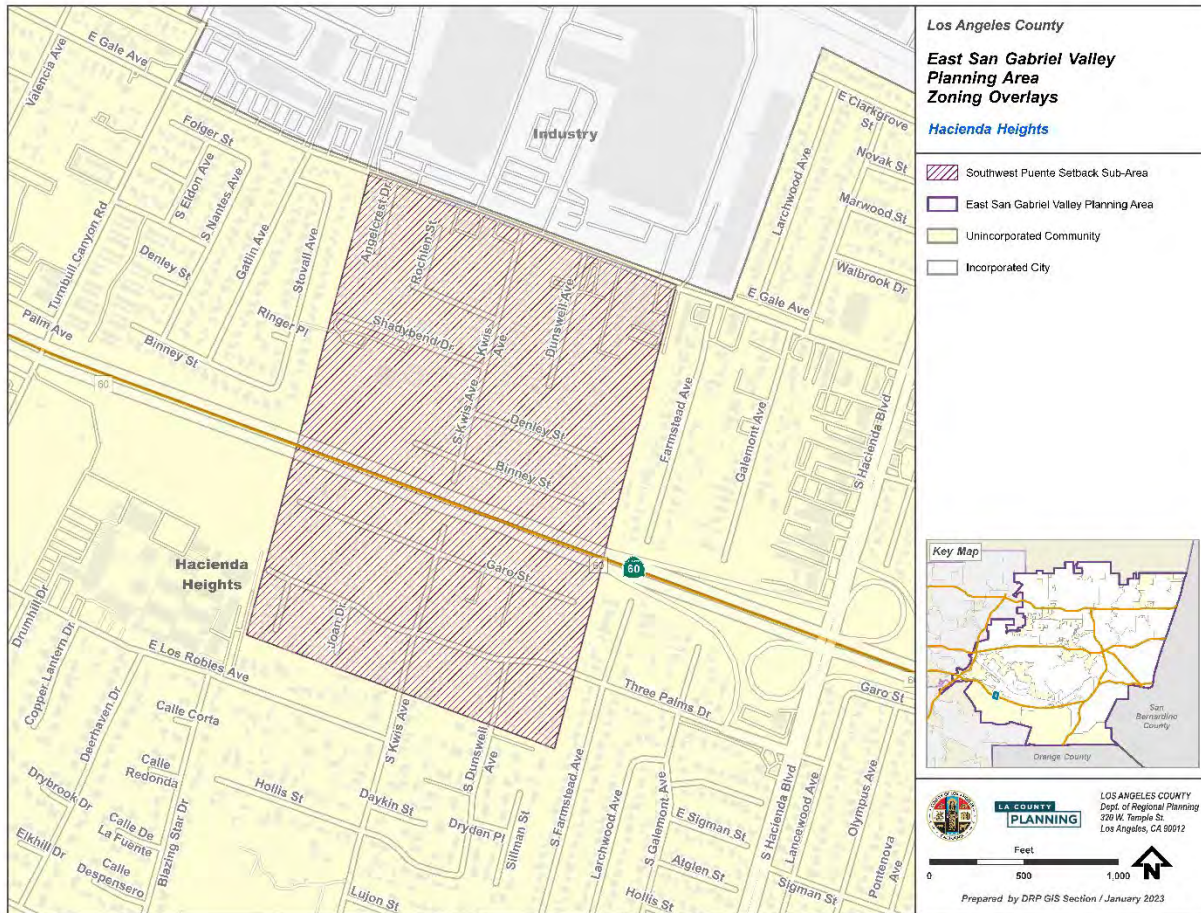 Los Angeles County
East San Gabriel Valley
Planning Area
Zoning Overlays
Hacienda Heights
Southwest Puente Setback Sub-Area
East San Gabriel Valley Planning Area
Unincorporated Community
Incorporated City
Key Map
San
Bernardino
County
Orange County
LA COUNTY
PLANNING
LOS ANGELES COUNTY
Dept. of Regional Planning
320 W. Temple St.
Los Angeles, CA 90012
Feet
0 500 1,000
N
Prepared by DRP GIS Section / January 2023
Valencia Ave
E Gale Ave
Folger St
S Eldon Ave
S Nantes Ave
Turnbull Canyon Rd
Denley St
Gatlin Ave
Stovall Ave
Ringer Pl
Palm Ave
Binney St
60
Industry
Angelcrest Dr
Rochlen St
S Kwis Ave
Kwis
Ave
Dunswell Ave
Shadybend Dr
Denley St
Binney St
Garo St
Joan Dr
60
60
E Clarkgrove
St
Novak St
Larchwood Ave
Marwood St
Walbrook Dr
E Gale Ave
Farmstead Ave
Galemont Ave
S Hacienda Blvd
Hacienda
Heights
Drumhill Dr
Copper Lantern Dr
E Los Robles Ave
Deerhaven Dr
Calle Corta
Calle
Redonda
Drybrook Dr
Elkhill Dr
Calle De
La Fuente
Calle
Despensero
Blazing Star Dr
Hollis St
S Kwis Ave
Daykin St
S Dunswell
Ave
Dryden Pl
Sillman St
Lujon St
S Farmstead Ave
Three Palms Dr
Larchwood Ave
S Galemont Ave
E Sigman St
Atglen St
Hollis St
S Hacienda Blvd
Lancewood Ave
Sigman St
Olympus Ave
Pontenova
Ave
Garo St
60